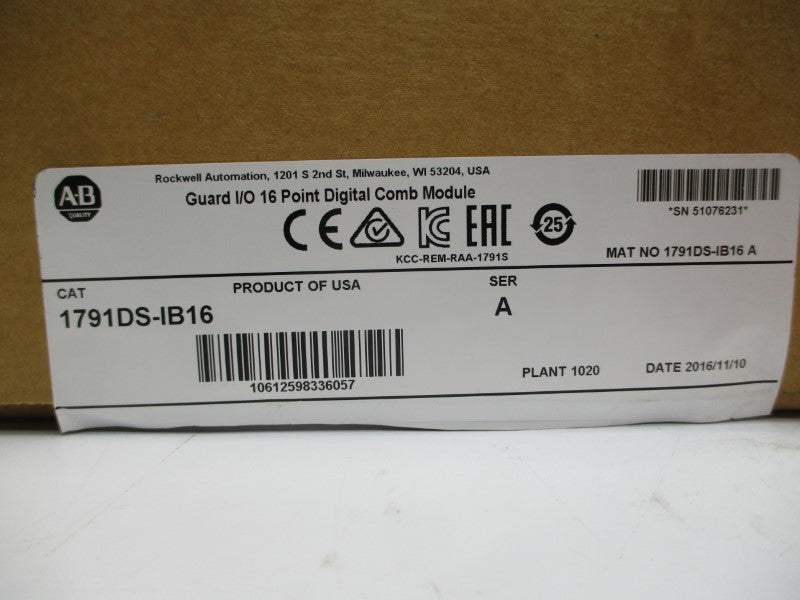 A-B
QUALITY
Rockwell Automation, 1201 S 2nd St, Milwaukee, WI 53204, USA
Guard I/O 16 Point Digital Comb Module
CE KC EAC 25
KCC-REM-RAA-1791S
*SN 51076231*
MAT NO 1791DS-IB16 A
CAT PRODUCT OF USA SER
1791DS-IB16 A
10612598336057
PLANT 1020 DATE 2016/11/10